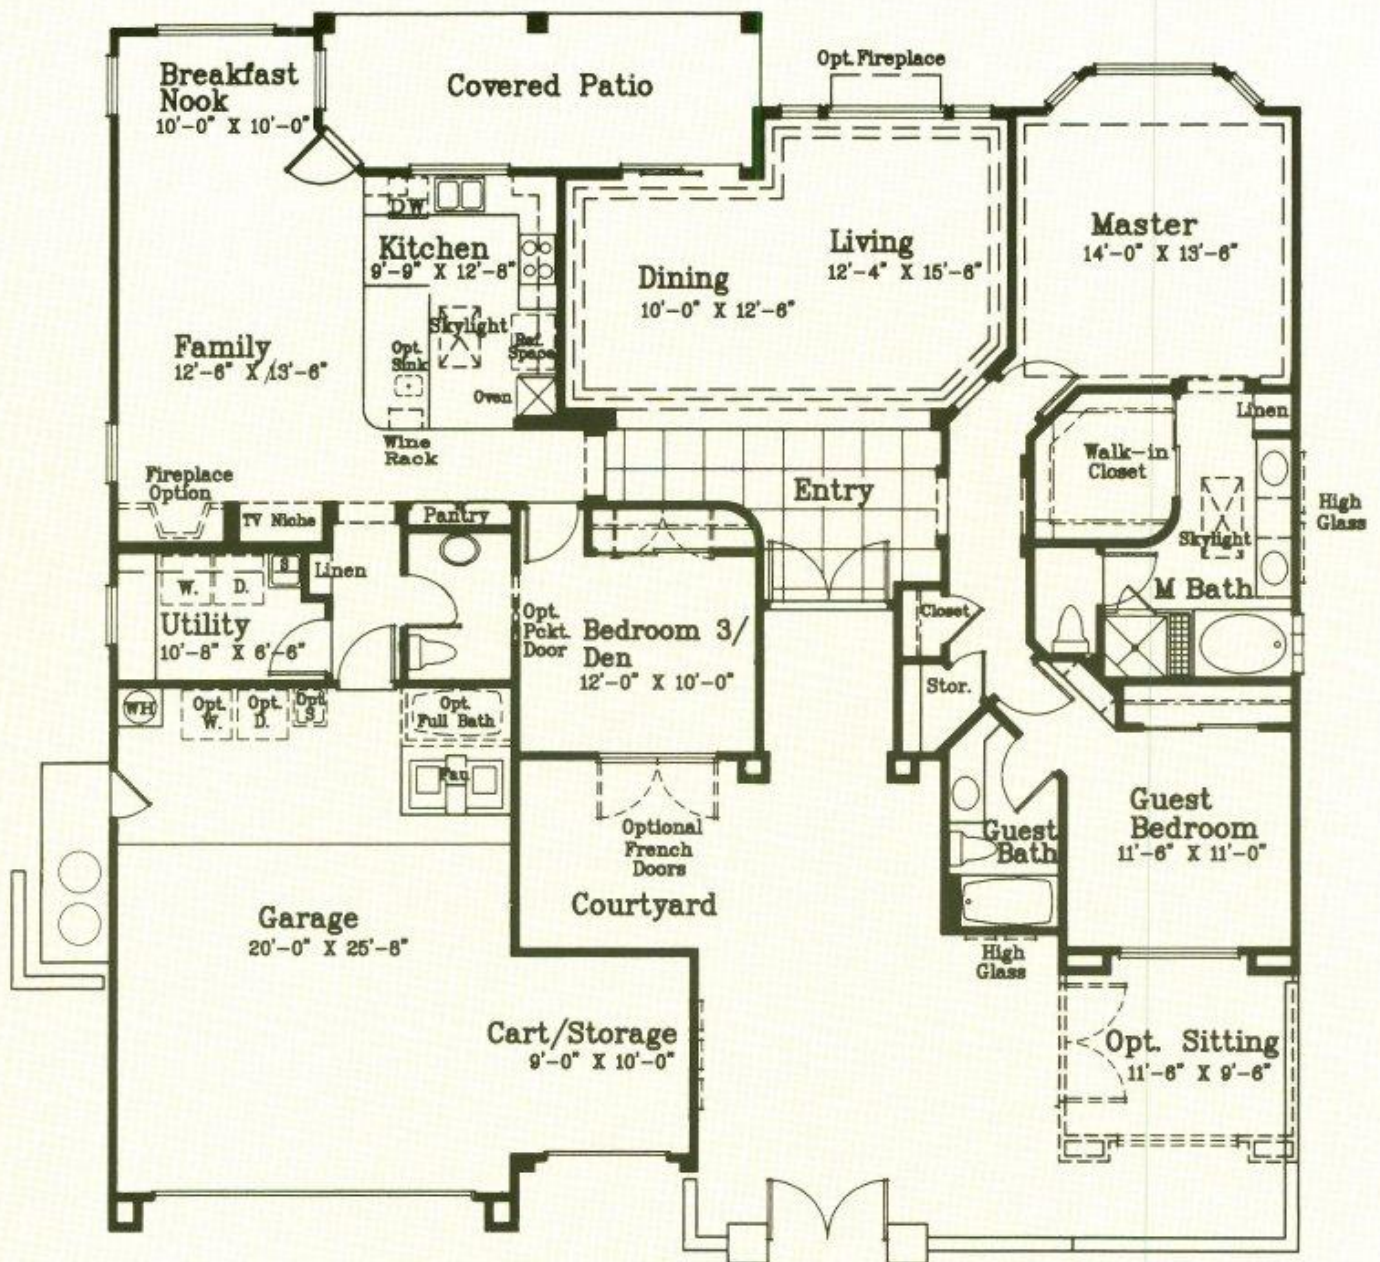 Opt. Fireplace
Breakfast
Nook
10'-0" X 10'-0"
Covered Patio
D.W.
Kitchen
9'-9" X 12'-8"
Living
12'-4" X 15'-6"
Master
14'-0" X 13'-6"
Dining
10'-0" X 12'-6"
Skylight
Family
12'-6" X 13'-6"
Opt.
Sink
Ref.
Space
Oven
Wine
Rack
Linen
Walk-in
Closet
Fireplace
Option
TV Niche
Pantry
Entry
High
Glass
Skylight
S
Linen
W.
D.
M Bath
Utility
10'-8" X 6'-6"
Opt.
Pckt.
Door
Bedroom 3/
Den
12'-0" X 10'-0"
Closet
Stor.
WH
Opt.
W.
Opt.
D.
Opt.
S
Opt.
Full Bath
Fau
Optional
French
Doors
Guest
Bedroom
11'-6" X 11'-0"
Guest
Bath
Courtyard
Garage
20'-0" X 25'-8"
High
Glass
Cart/Storage
9'-0" X 10'-0"
Opt. Sitting
11'-6" X 9'-6"